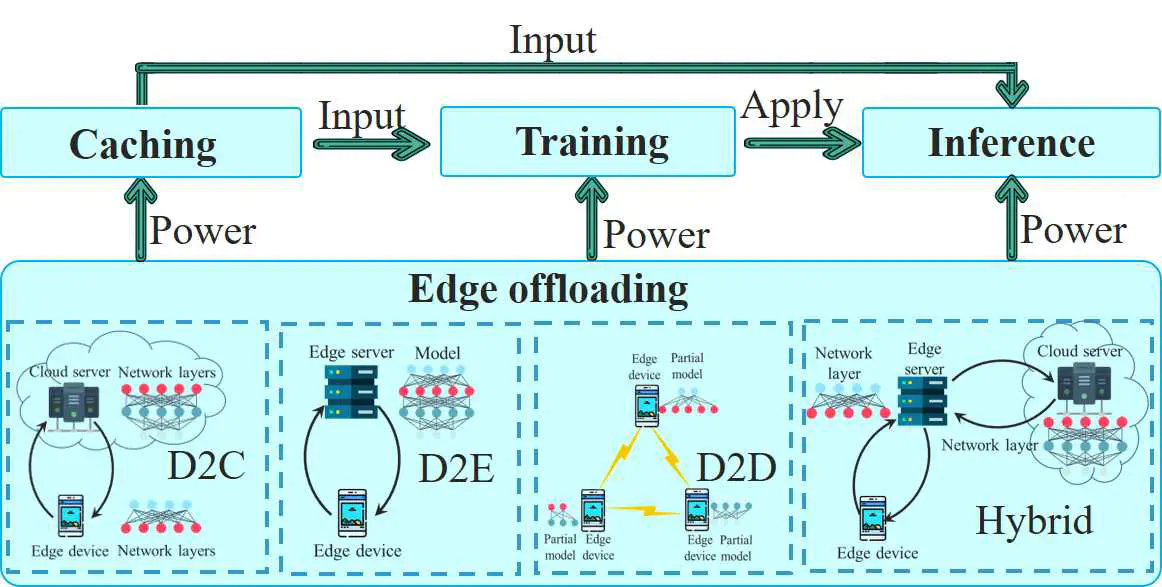 Input
Caching
Input
Training
Apply
Inference
Power
Power
Power
Edge offloading
Cloud server
Network layers
D2C
Edge device
Network layers
Edge server
Model
D2E
Edge device
Edge
device
Partial
model
D2D
Partial
model
Edge
device
Edge
device
Partial
model
Network
layer
Edge
server
Cloud server
Network layer
Hybrid
Edge device